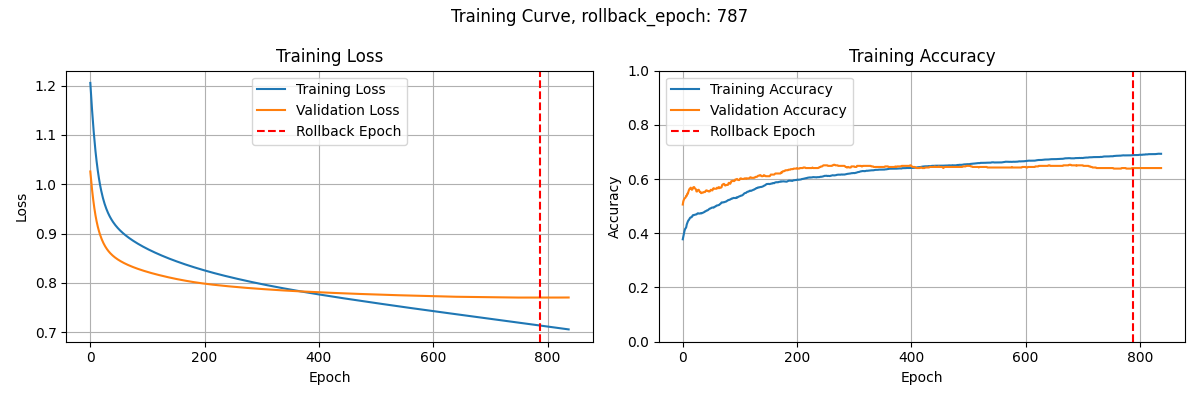 Training Curve, rollback_epoch: 787
Training Loss
Training Loss
Validation Loss
Rollback Epoch
1.2
1.1
1.0
0.9
0.8
0.7
Loss
0 200 400 600 800
Epoch
Training Accuracy
Training Accuracy
Validation Accuracy
Rollback Epoch
1.0
0.8
0.6
0.4
0.2
0.0
Accuracy
0 200 400 600 800
Epoch